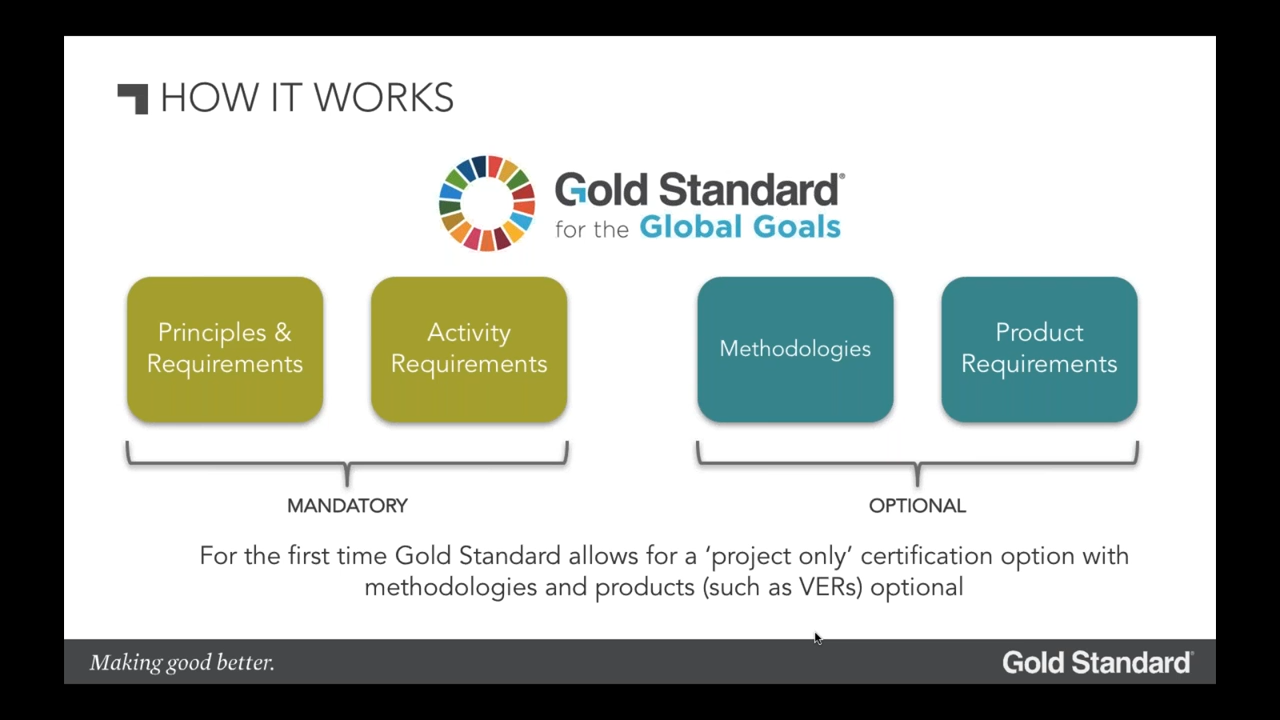 HOW IT WORKS
Gold Standard®
for the Global Goals
Principles &
Requirements
Activity
Requirements
Methodologies
Product
Requirements
MANDATORY
OPTIONAL
For the first time Gold Standard allows for a ‘project only’ certification option with
methodologies and products (such as VERs) optional
Making good better.
Gold Standard®